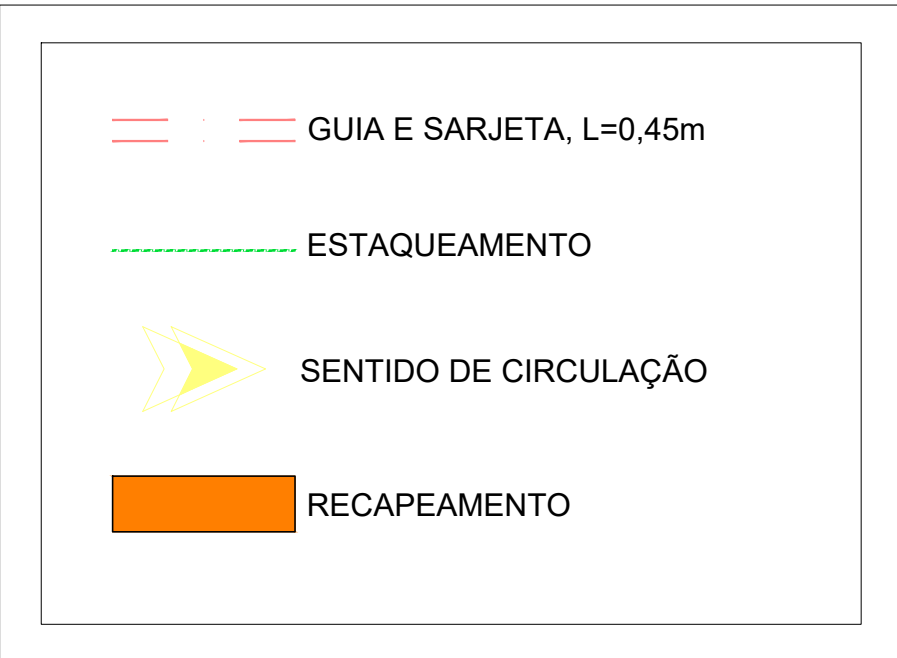 GUIA E SARJETA, L=0,45m
ESTAQUEAMENTO
SENTIDO DE CIRCULAÇÃO
RECAPEAMENTO